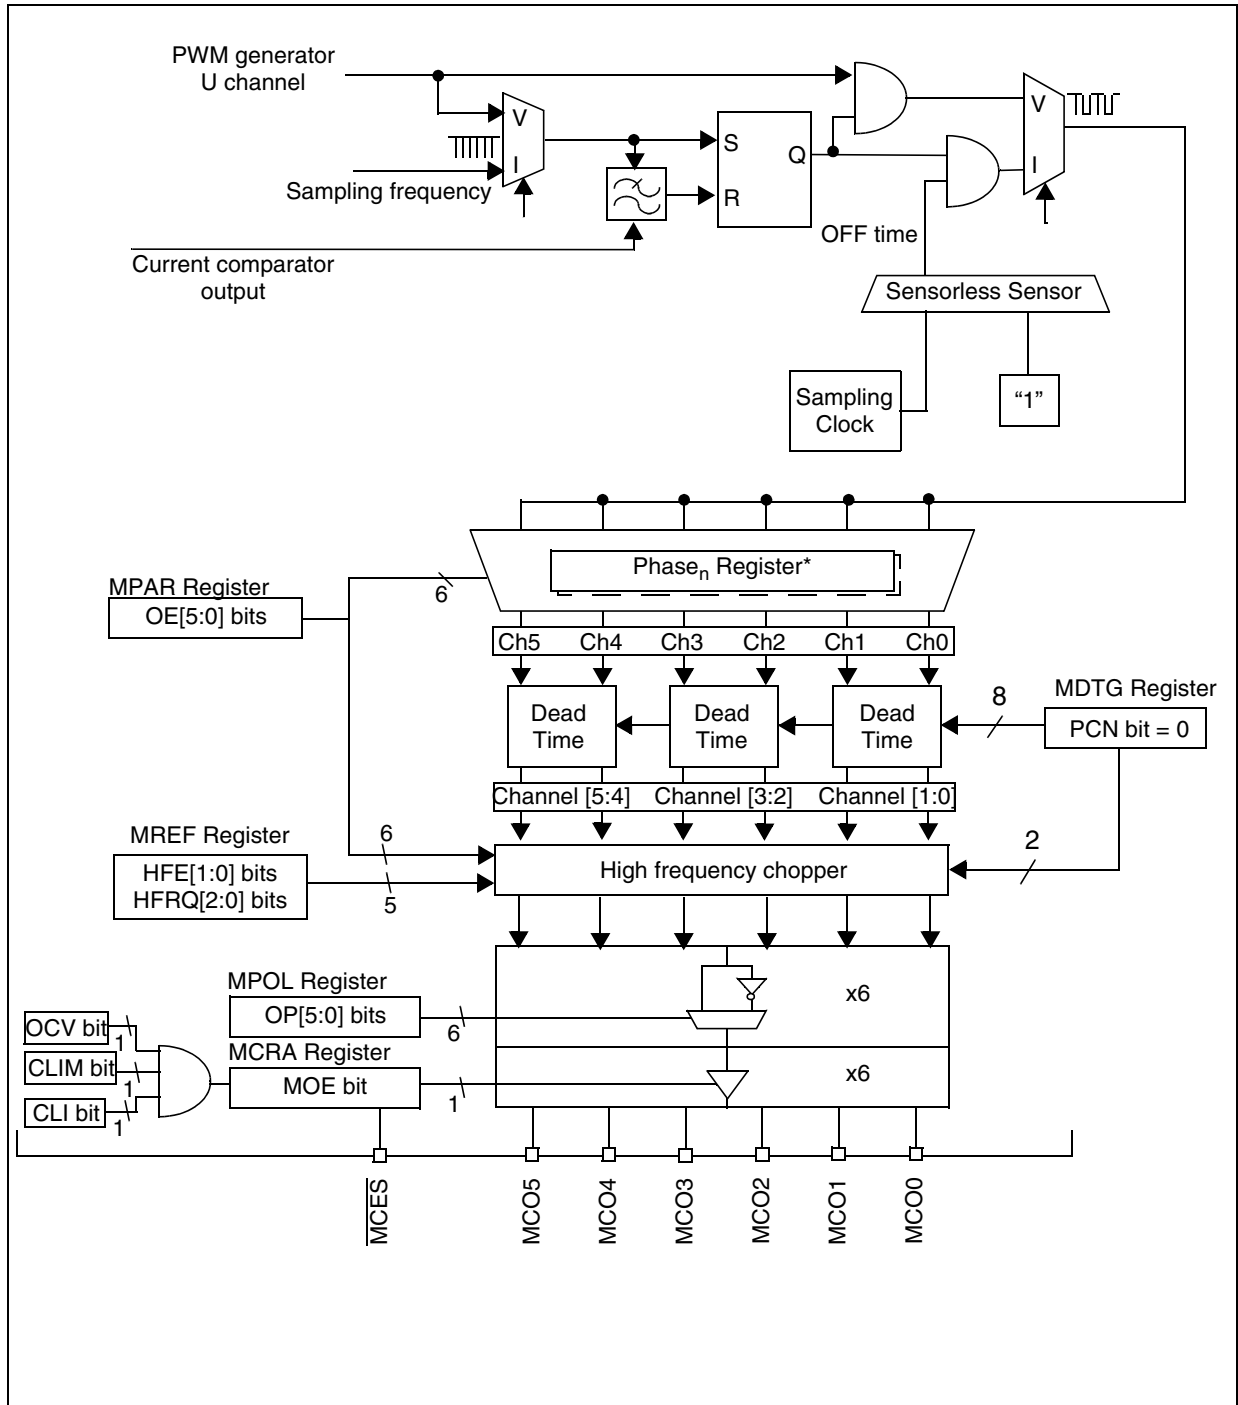 PWM generator
U channel
V
I
Sampling frequency
Current comparator
output
S
Q
R
V
I
OFF time
Sensorless Sensor
Sampling
Clock
“1”
Phasen Register*
MPAR Register
OE[5:0] bits
6
Ch5 Ch4 Ch3 Ch2 Ch1 Ch0
Dead
Time
Dead
Time
Dead
Time
8
MDTG Register
PCN bit = 0
Channel [5:4] Channel [3:2] Channel [1:0]
MREF Register
HFE[1:0] bits
HFRQ[2:0] bits
6
5
High frequency chopper
2
MPOL Register
OP[5:0] bits
6
x6
OCV bit
1
CLIM bit
1
CLI bit
1
MCRA Register
MOE bit
1
x6
MCES
MCO5
MCO4
MCO3
MCO2
MCO1
MCO0